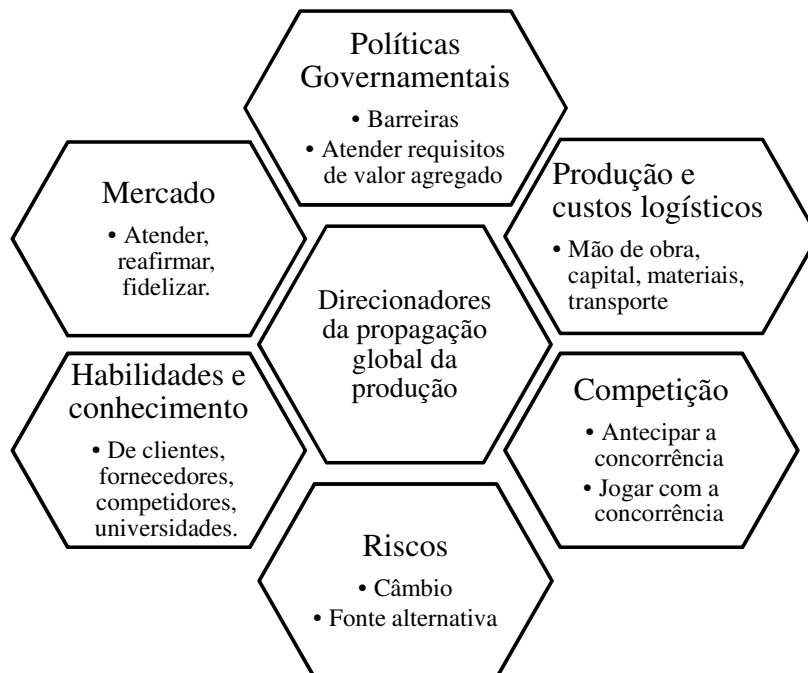 Políticas
Governamentais
• Barreiras
• Atender requisitos
de valor agregado
Mercado
• Atender,
reafirmar,
fidelizar.
Produção e
custos logísticos
• Mão de obra,
capital, materiais,
transporte
Direcionadores
da propagação
global da
produção
Habilidades e
conhecimento
• De clientes,
fornecedores,
competidores,
universidades.
Competição
• Antecipar a
concorrência
• Jogar com a
concorrência
Riscos
• Câmbio
• Fonte alternativa